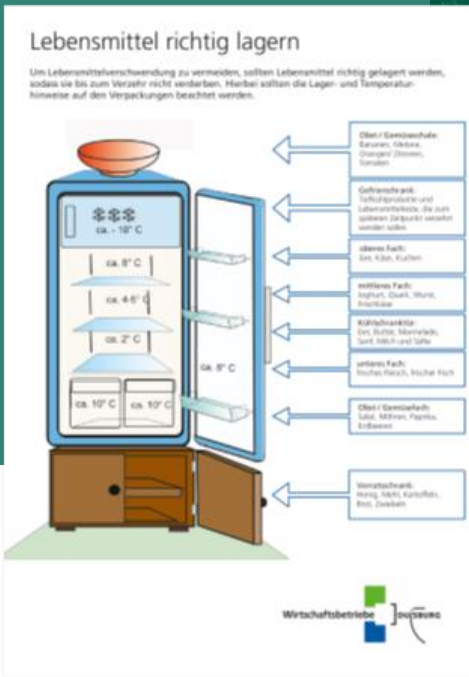 Lebensmittel richtig lagern
Um Lebensmittelverschwendung zu vermeiden, sollten Lebensmittel richtig gelagert werden,
sodass sie bis zum Verzehr nicht verderben. Hierbei sollten die Lager- und Temperatur-
hinweise auf den Verpackungen beachtet werden.
Obst / Gemüseschale:
Bananen, Melone,
Orangen/ Zitronen,
Tomaten
ca. - 18° C
Gefrierschrank:
Tiefkühlprodukte und
Lebensmittelreste, die zum
späteren Zeitpunkt verzehrt
werden sollen
ca. 8° C
oberes Fach:
Käse, Kuchen
ca. 4-5° C
mittleres Fach:
Joghurt, Quark, Wurst,
Frischkäse
Kühlschranktür:
Butter, Marmelade,
Senf, Milch und Säfte
ca. 2° C
ca. 8° C
unteres Fach:
frisches Fleisch, frischer Fisch
ca. 10° C
ca. 10° C
Obst / Gemüsefach:
Salat, Möhren, Paprika,
Erdbeeren
Vorratsschrank:
Honig, Mehl, Kartoffeln,
Brot, Zwiebeln
Wirtschaftsbetriebe DUISBURG